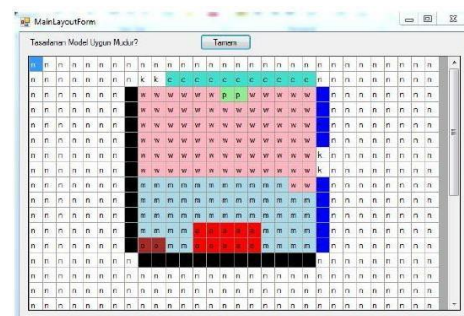 MainLayoutForm
Tasarlanan Model Uygun Mudur?
Tamam
n n n n n n n n n n n n n n n n n n n n n n n n n n n n n n
n n n n n n n n k k c c c c c c c c c c c n n n n n n n n n
n n n n n n n w w w w w w p p w w w w w n n n n n n n n
n n n n n n n w w w w w w w w w w w w w n n n n n n n n
n n n n n n n w w w w w w w w w w w w w n n n n n n n n
n n n n n n n w w w w w w w w w w w w w n n n n n n n n
n n n n n n n w w w w w w w w w w w w w k n n n n n n n n
n n n n n n n w w w w w w w w w w w w w k n n n n n n n n
n n n n n n n m m m m m m m m m m m w w n n n n n n n n
n n n n n n n m m m m m m m m m m m m m n n n n n n n n
n n n n n n n m m m m m m m m m m m m m n n n n n n n n
n n n n n n n m m m m m m m m n n n n n n n n
n n n n n n n m m m m m n n n n n n n n
n n n n n n n n n n n n n n n n n
n n n n n n n n n n n n n n n n n n n n n n n n n n n n n n
n n n n n n n n n n n n n n n n n n n n n n n n n n n n n n
n n n n n n n n n n n n n n n n n n n n n n n n n n n n n n